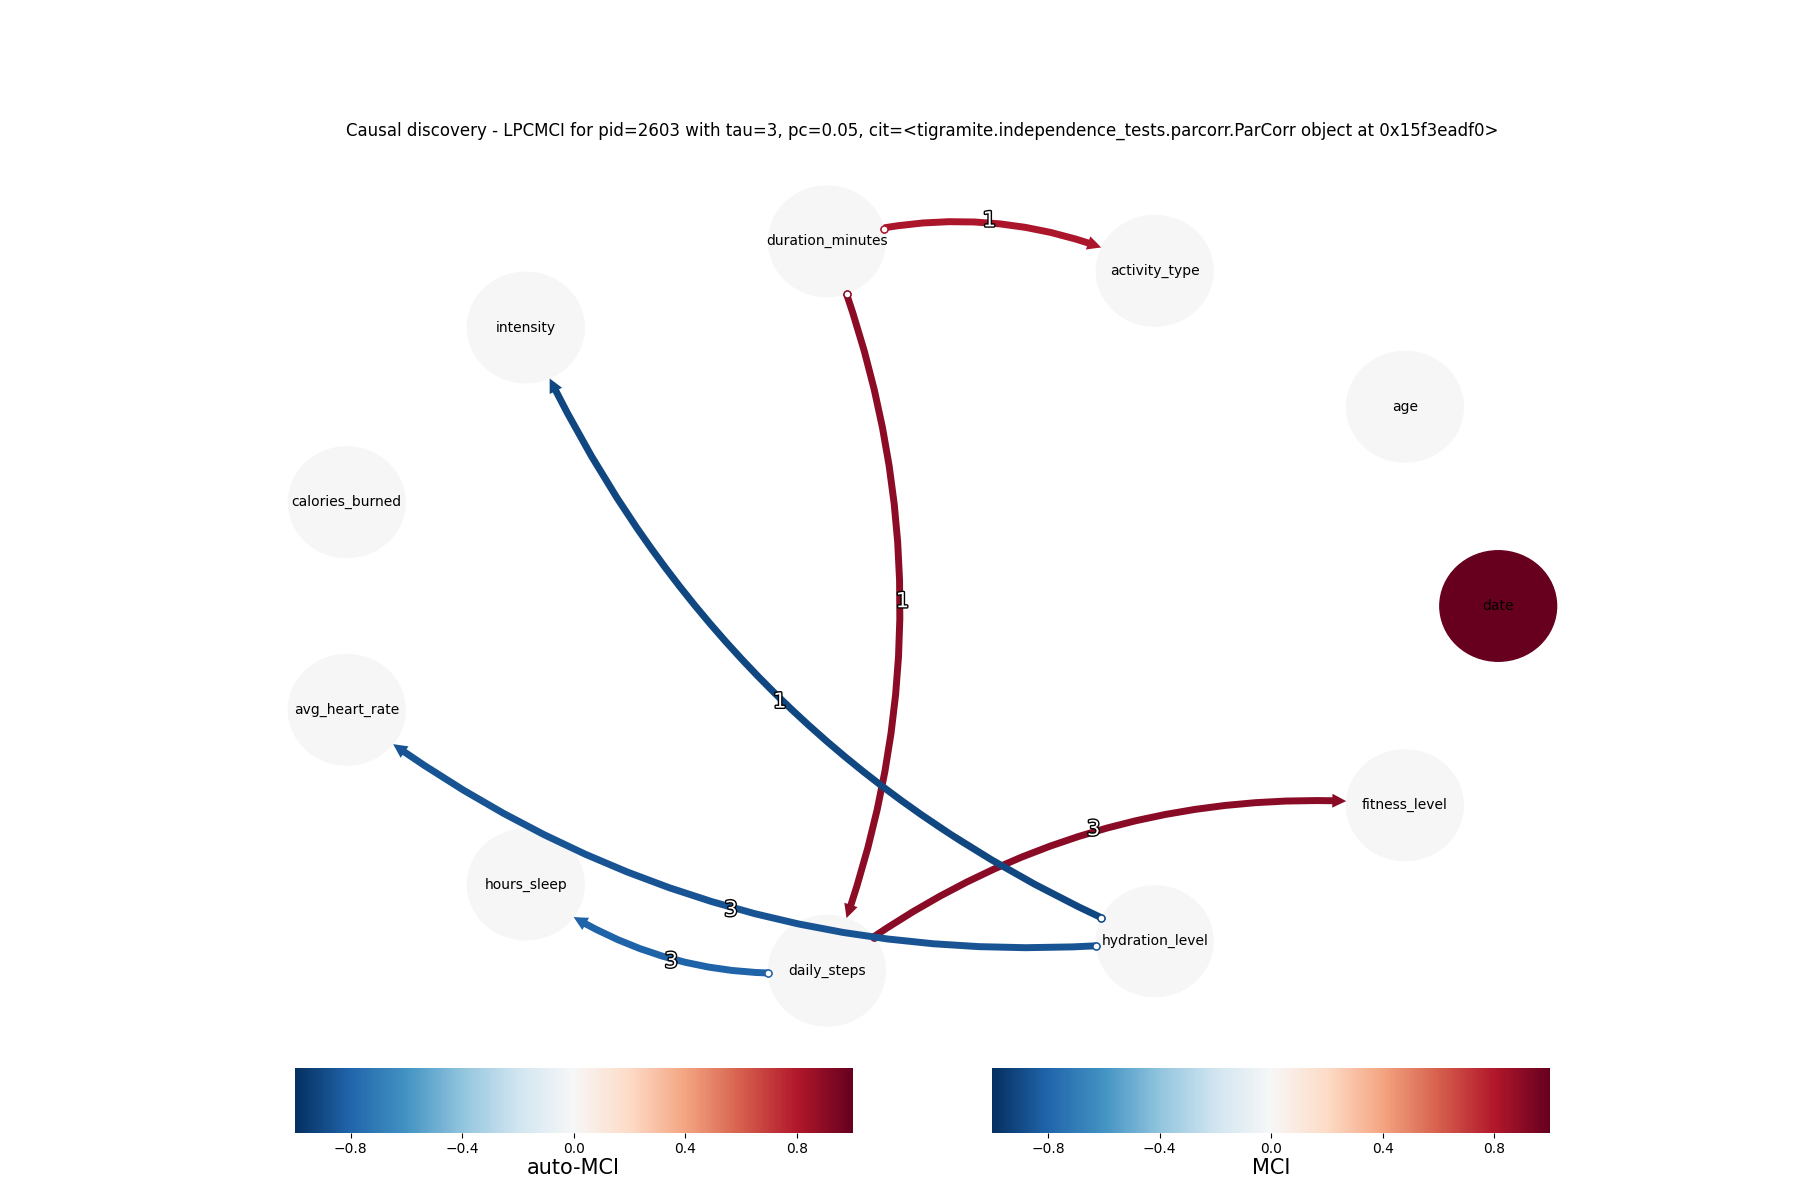 Causal discovery - LPCMCI for pid=2603 with tau=3, pc=0.05, cit=<tigramite.independence_tests.parcorr.ParCorr object at 0x15f3eadf0>
1
duration_minutes
activity_type
intensity
age
calories_burned
date
1
1
avg_heart_rate
fitness_level
3
hours_sleep
3
hydration_level
3
daily_steps
−0.8 −0.4 0.0 0.4 0.8
auto-MCI
−0.8 −0.4 0.0 0.4 0.8
MCI